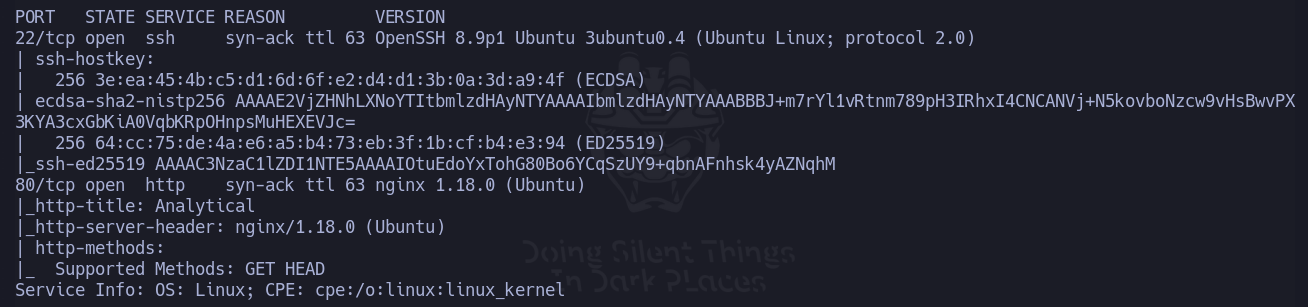 PORT   STATE SERVICE REASON         VERSION
22/tcp open  ssh     syn-ack ttl 63 OpenSSH 8.9p1 Ubuntu 3ubuntu0.4 (Ubuntu Linux; protocol 2.0)
| ssh-hostkey:
|   256 3e:ea:45:4b:c5:d1:6d:6f:e2:d4:d1:3b:0a:3d:a9:4f (ECDSA)
| ecdsa-sha2-nistp256 AAAAE2VjZHNhLXNoYTItbmlzdHAyNTYAAAAIbmlzdHAyNTYAAABBBJ+m7rYl1vRtnm789pH3IRhxI4CNCANVj+N5kovboNzcw9vHsBwvPX
3KYA3cxGbKiA0VqbKRpOHnpsMuHEXEVJc=
|   256 64:cc:75:de:4a:e6:a5:b4:73:eb:3f:1b:cf:b4:e3:94 (ED25519)
|_ssh-ed25519 AAAAC3NzaC1lZDI1NTE5AAAAIOtuEdoYxTohG80Bo6YCqSzUY9+qbnAFnhsk4yAZNqhM
80/tcp open  http    syn-ack ttl 63 nginx 1.18.0 (Ubuntu)
|_http-title: Analytical
|_http-server-header: nginx/1.18.0 (Ubuntu)
| http-methods:
|_  Supported Methods: GET HEAD
Service Info: OS: Linux; CPE: cpe:/o:linux:linux_kernel
Doing Silent Things
In Dark Places